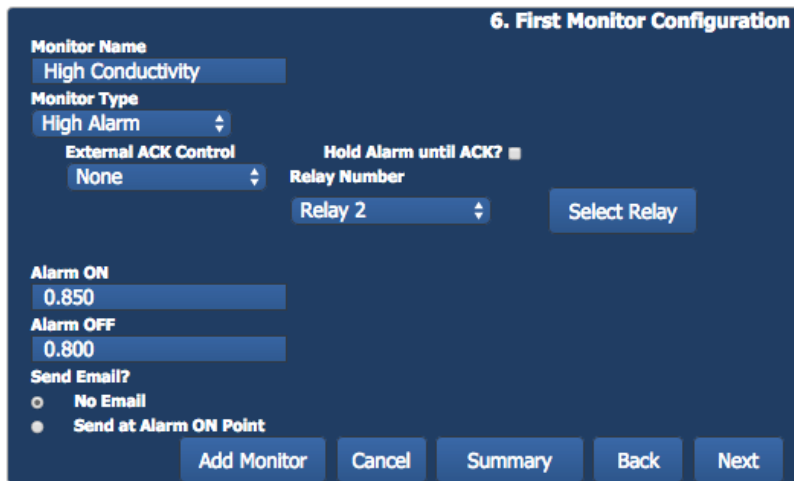 6. First Monitor Configuration
Monitor Name
High Conductivity
Monitor Type
High Alarm
External ACK Control Hold Alarm until ACK?
None Relay Number
Relay 2 Select Relay
Alarm ON
0.850
Alarm OFF
0.800
Send Email?
No Email
Send at Alarm ON Point
Add Monitor Cancel Summary Back Next